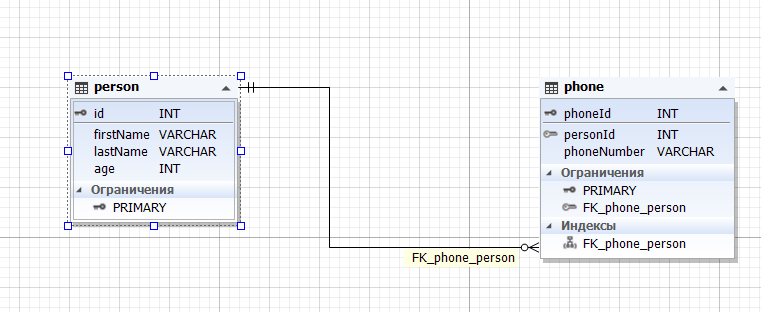 person
id INT
firstName VARCHAR
lastName VARCHAR
age INT
Ограничения
PRIMARY
phone
phoneId INT
personId INT
phoneNumber VARCHAR
Ограничения
PRIMARY
FK_phone_person
Индексы
FK_phone_person
FK_phone_person